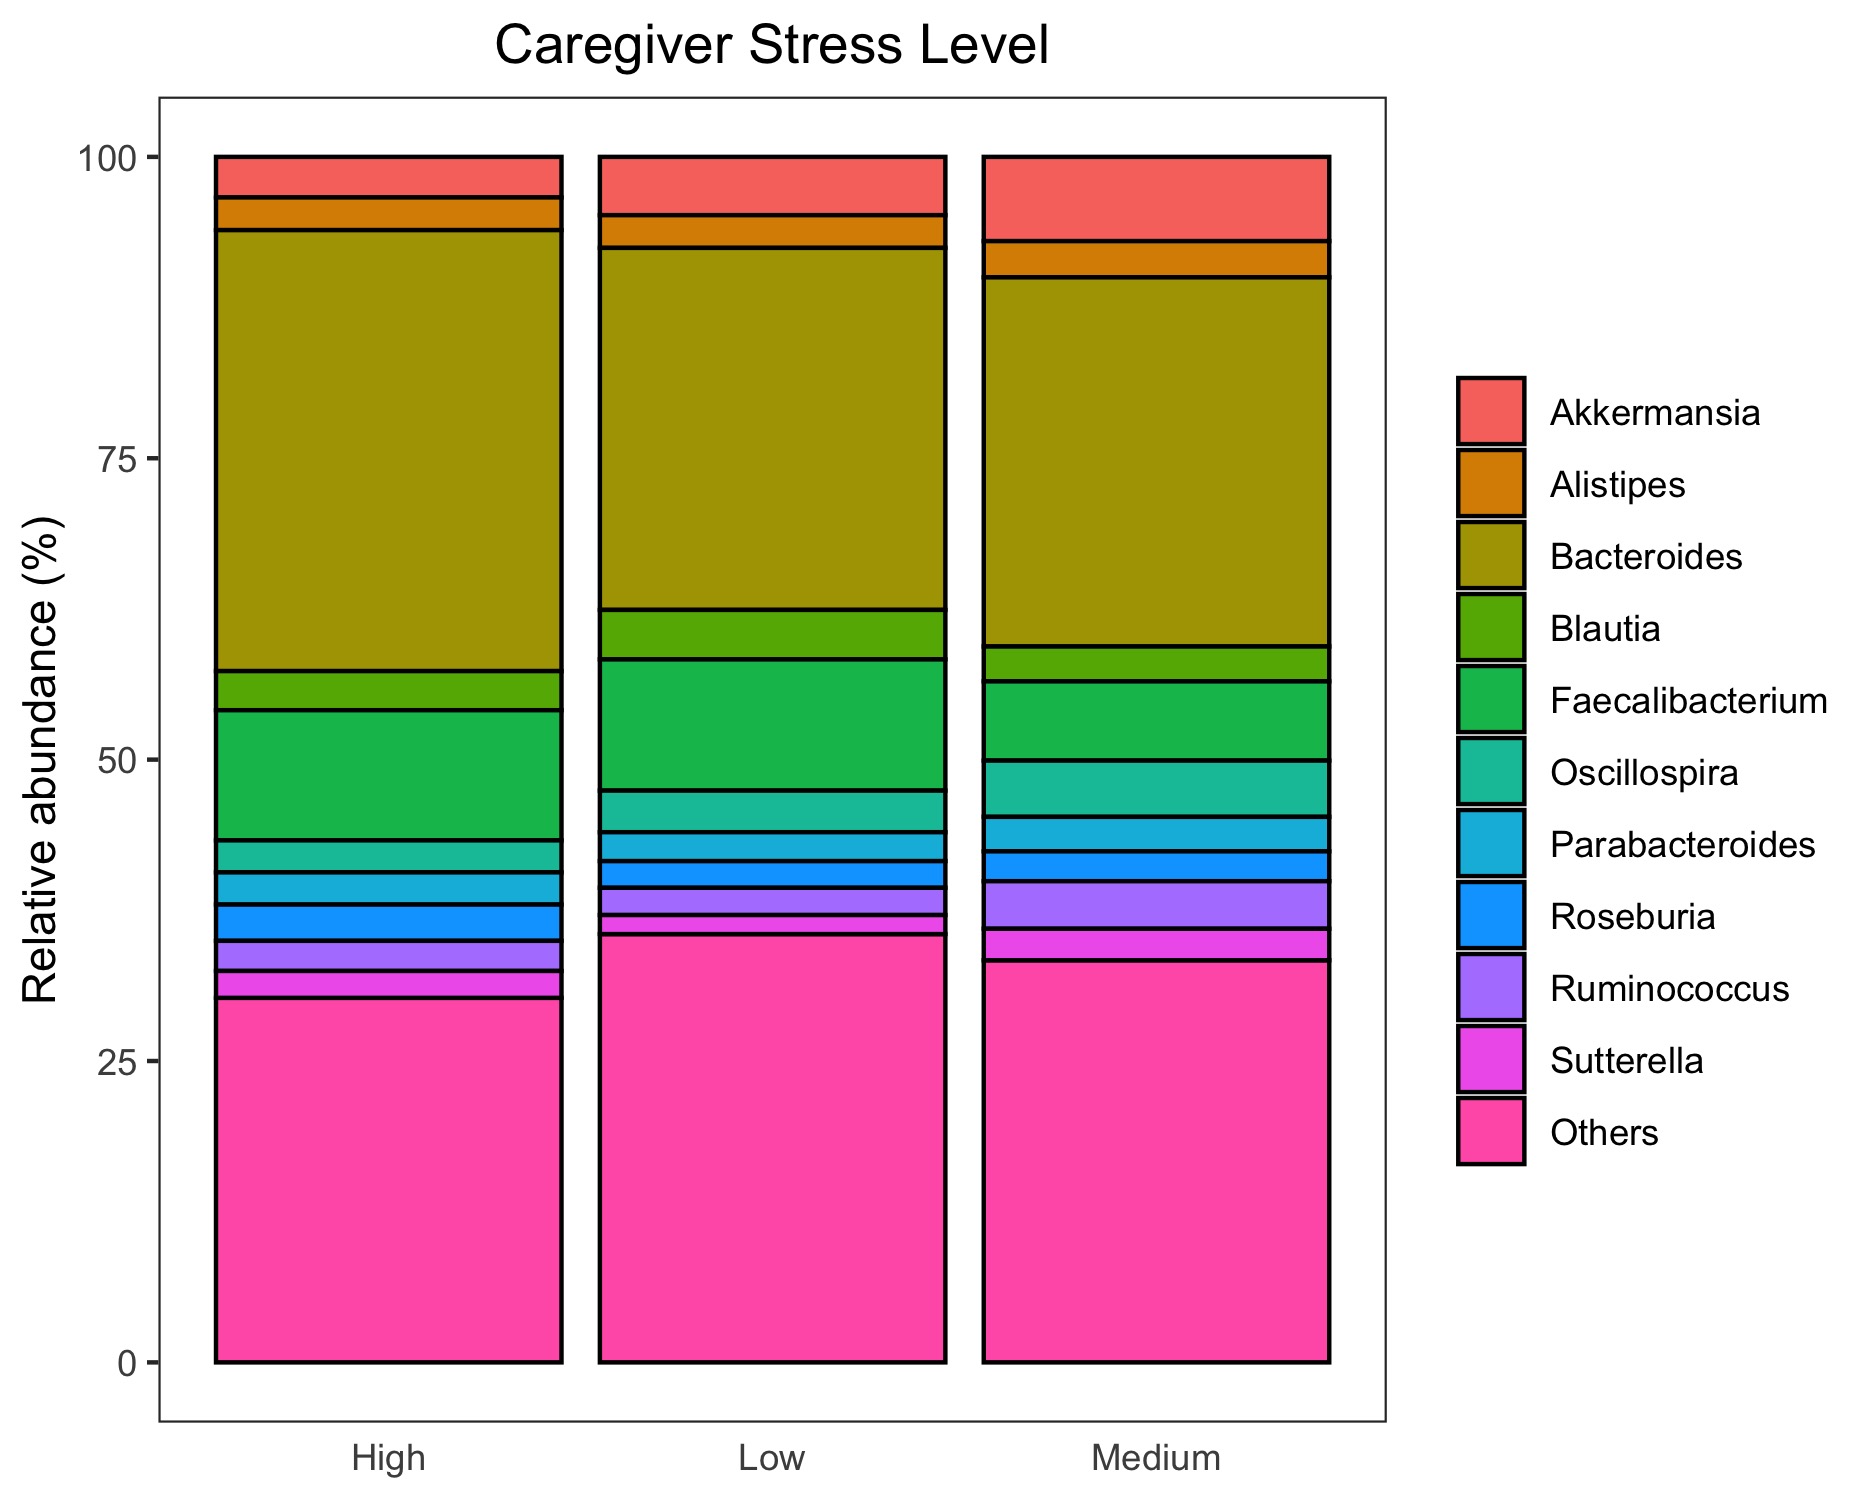 Caregiver Stress Level
Relative abundance (%)
100
75
50
25
0
High
Low
Medium
Akkermansia
Alistipes
Bacteroides
Blautia
Faecalibacterium
Oscillospira
Parabacteroides
Roseburia
Ruminococcus
Sutterella
Others